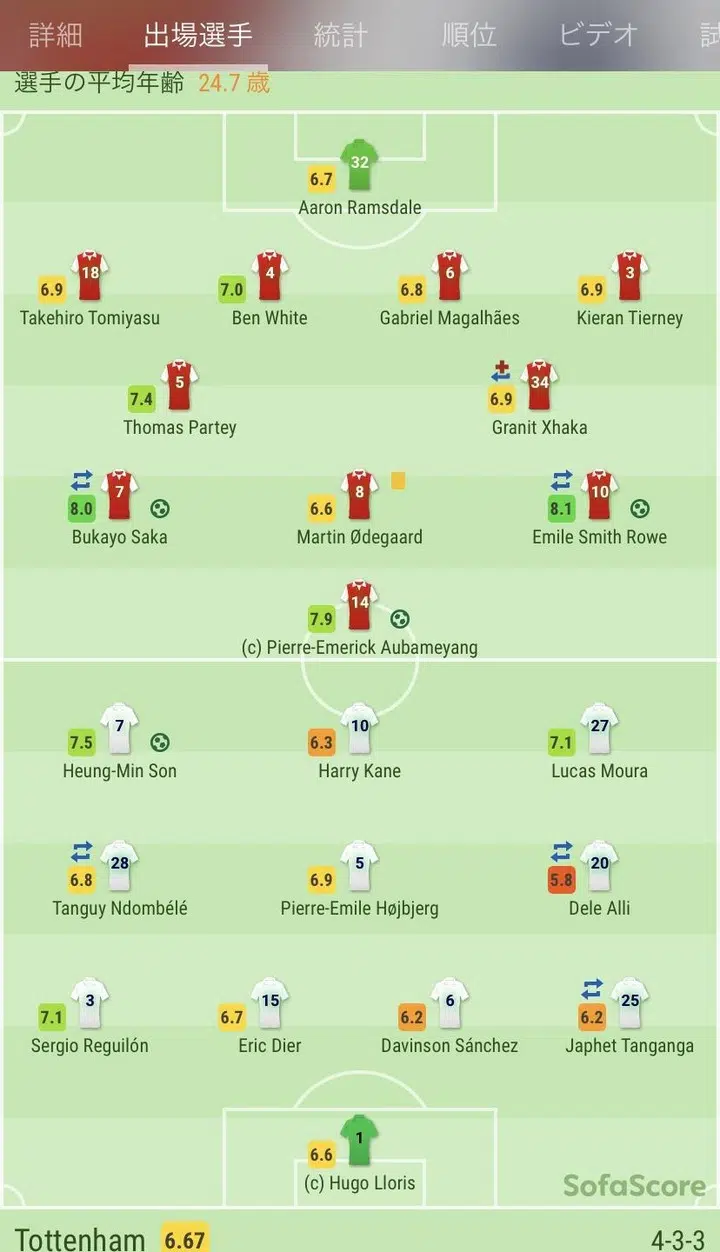 詳細 出場選手 統計 順位 ビデオ 試
選手の平均年齢 24.7 歳
32
6.7
Aaron Ramsdale
18 4 6 3
6.9 7.0 6.8 6.9
Takehiro Tomiyasu Ben White Gabriel Magalhães Kieran Tierney
5 34
7.4 6.9
Thomas Partey Granit Xhaka
7 8 10
8.0 6.6 8.1
Bukayo Saka Martin Ødegaard Emile Smith Rowe
14
7.9
(c) Pierre-Emerick Aubameyang
7 10 27
7.5 6.3 7.1
Heung-Min Son Harry Kane Lucas Moura
28 5 20
6.8 6.9 5.8
Tanguy Ndombélé Pierre-Emile Højbjerg Dele Alli
3 15 6 25
7.1 6.7 6.2 6.2
Sergio Reguilón Eric Dier Davinson Sánchez Japhet Tanganga
1
6.6
(c) Hugo Lloris
SofaScore
Tottenham 6.67 4-3-3